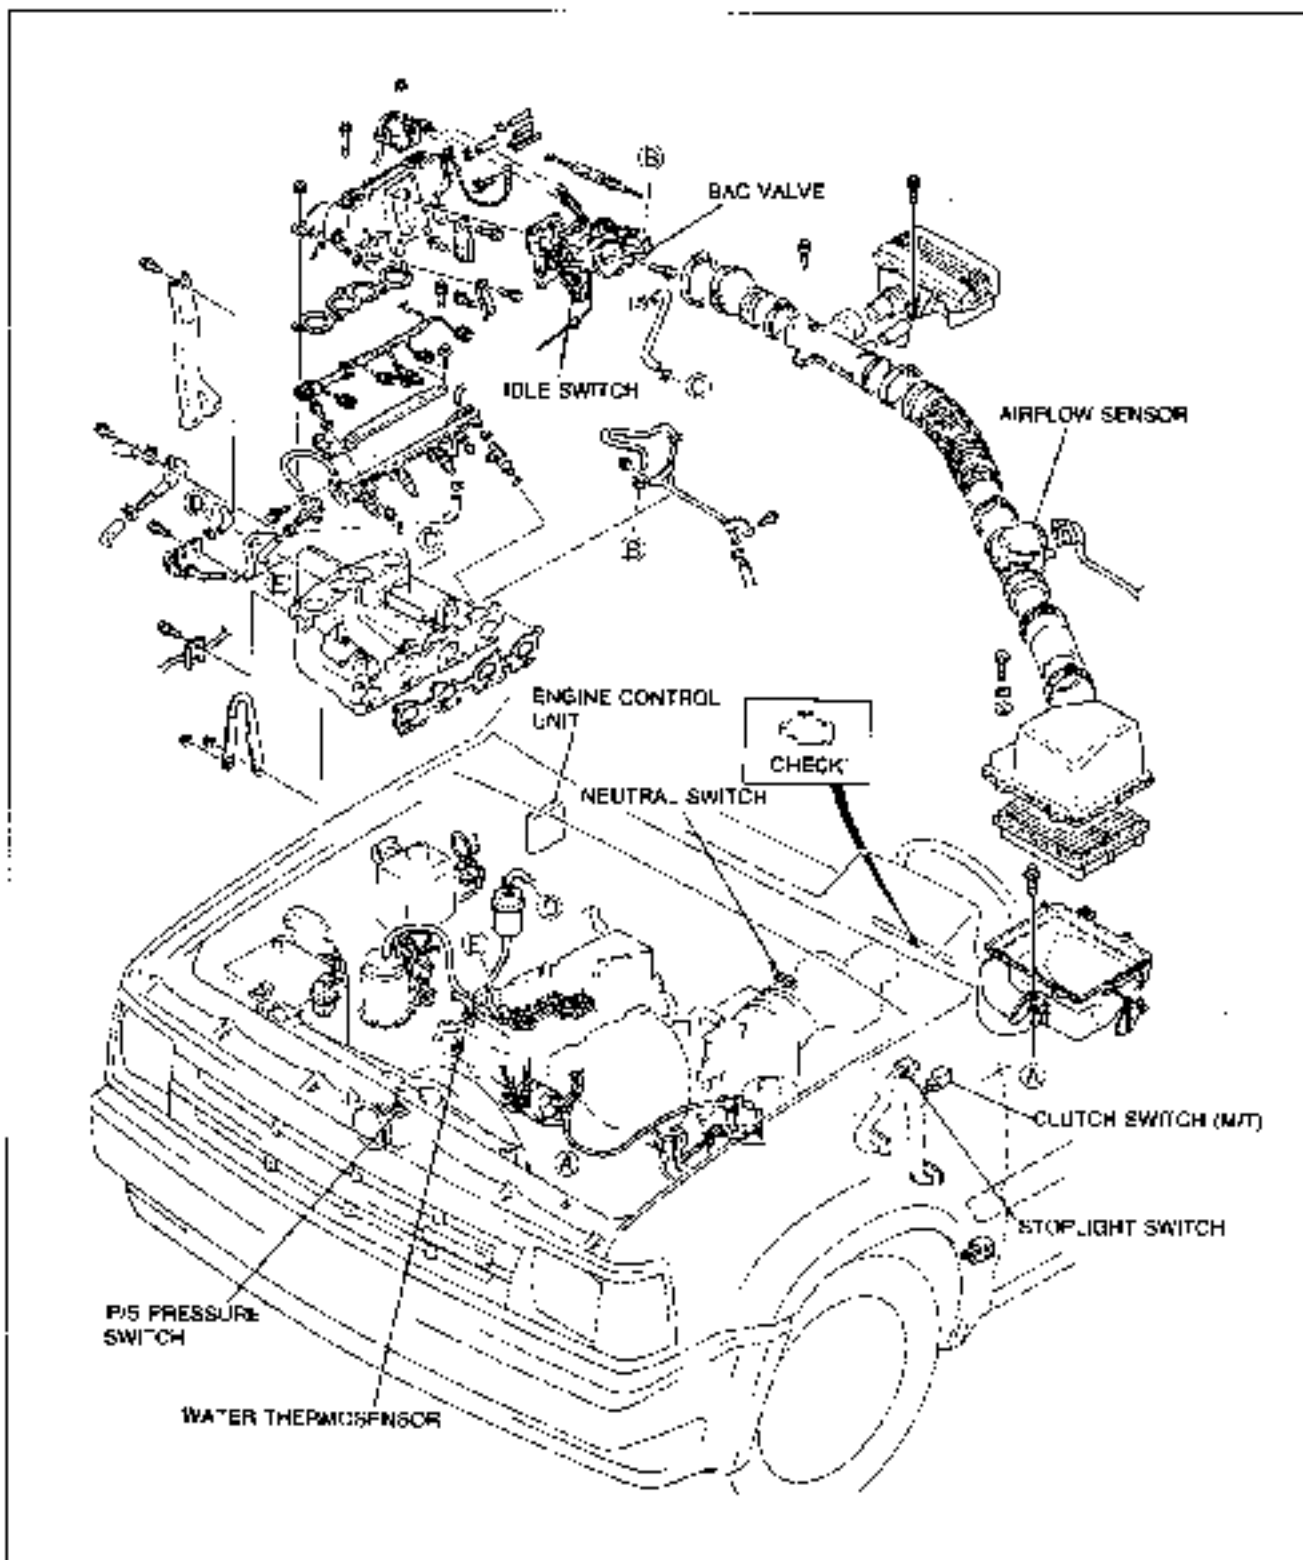 B
BAC VALVE
IDLE SWITCH
C
AIRFLOW SENSOR
D
C
B
E
ENGINE CONTROL
UNIT
CHECK
NEUTRAL SWITCH
D
E
A
A
CLUTCH SWITCH (M/T)
STOPLIGHT SWITCH
P/S PRESSURE
SWITCH
WATER THERMOSENSOR